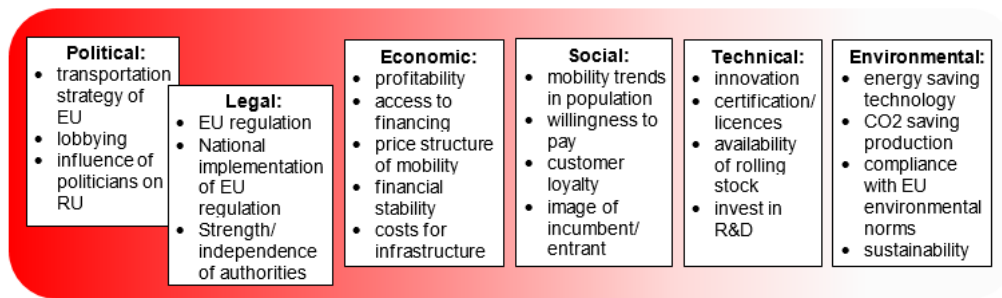 Political:
• transportation
strategy of
EU
• lobbying
• influence of
politicians on
RU
Legal:
• EU regulation
• National
implementation
of EU
regulation
• Strength/
independence
of authorities
Economic:
• profitability
• access to
financing
• price structure
of mobility
• financial
stability
• costs for
infrastructure
Social:
• mobility trends
in population
• willingness to
pay
• customer
loyalty
• image of
incumbent/
entrant
Technical:
• innovation
• certification/
licences
• availability
of rolling
stock
• invest in
R&D
Environmental:
• energy saving
technology
• CO2 saving
production
• compliance
with EU
environmental
norms
• sustainability